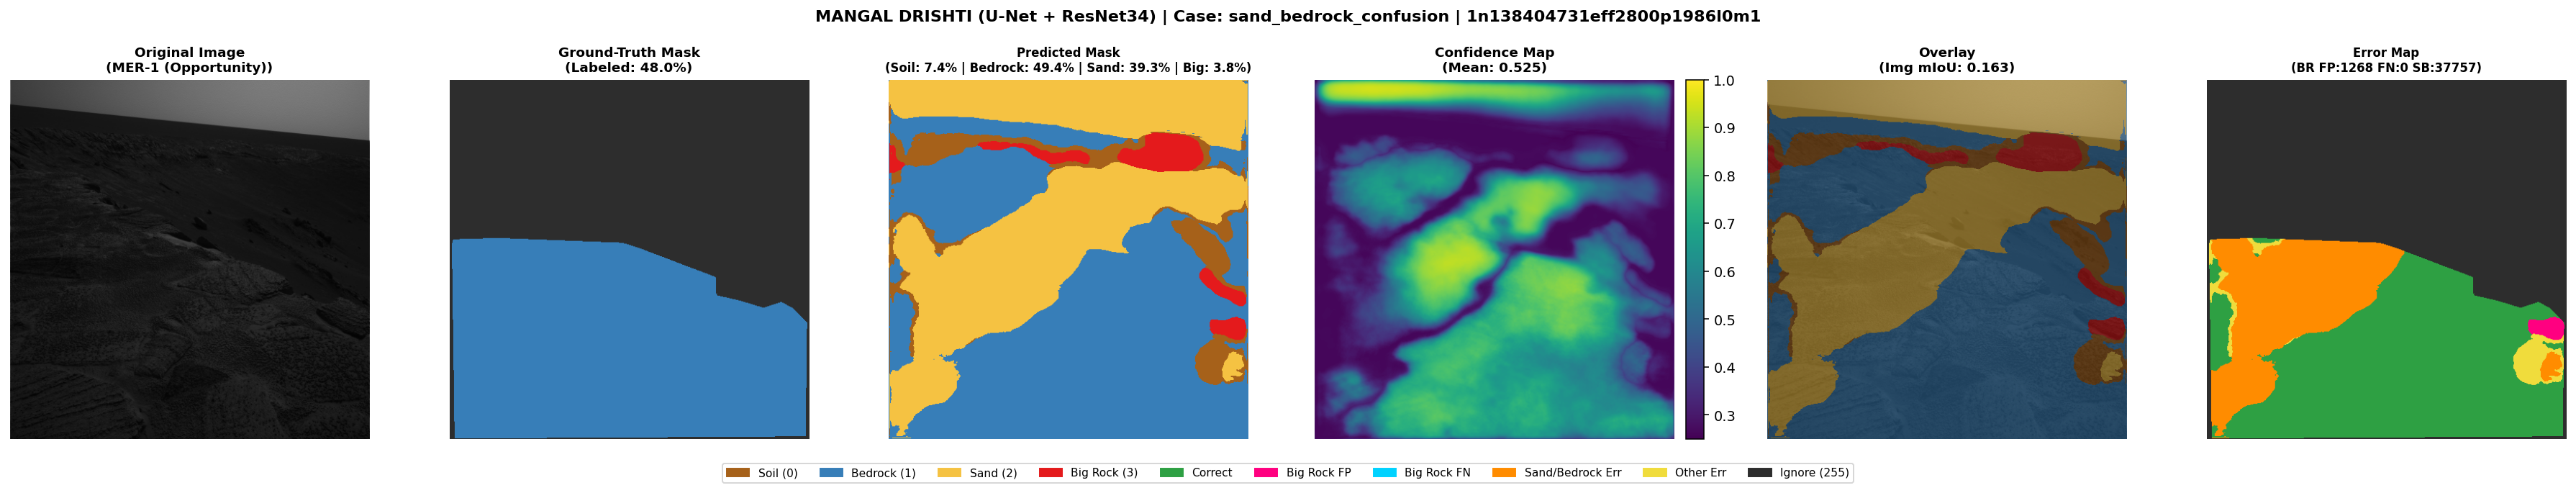 MANGAL DRISHTI (U-Net + ResNet34) | Case: sand_bedrock_confusion | 1n138404731eff2800p1986l0m1
Original Image
(MER-1 (Opportunity))
Ground-Truth Mask
(Labeled: 48.0%)
Predicted Mask
(Soil: 7.4% | Bedrock: 49.4% | Sand: 39.3% | Big: 3.8%)
Confidence Map
(Mean: 0.525)
Overlay
(Img mIoU: 0.163)
Error Map
(BR FP:1268 FN:0 SB:37757)
1.0
0.9
0.8
0.7
0.6
0.5
0.4
0.3
Soil (0)
Bedrock (1)
Sand (2)
Big Rock (3)
Correct
Big Rock FP
Big Rock FN
Sand/Bedrock Err
Other Err
Ignore (255)